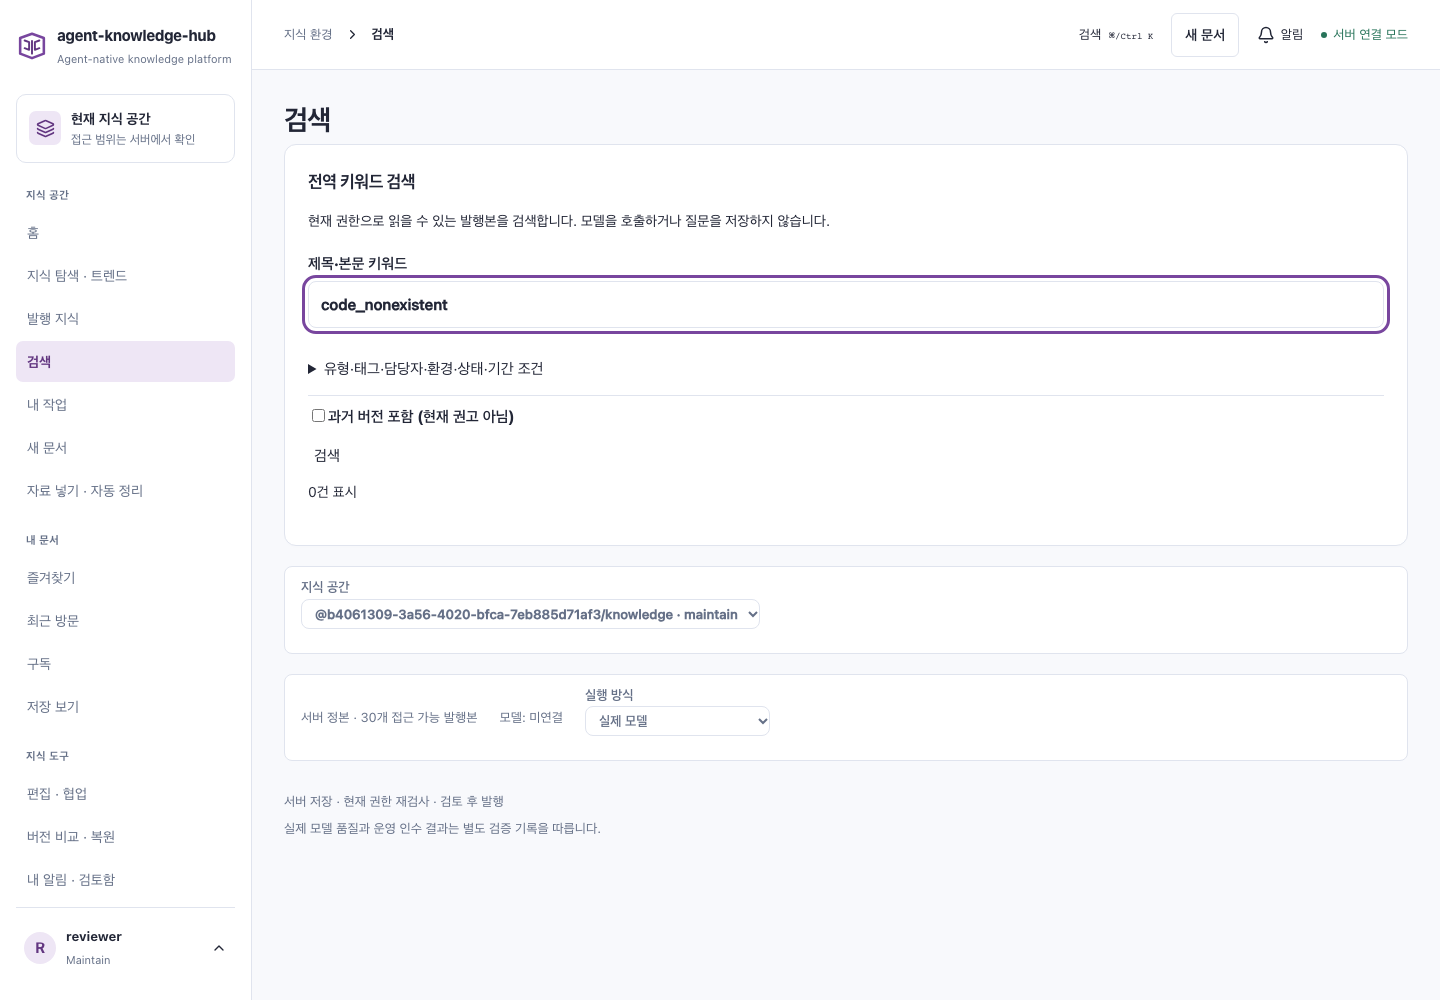 agent-knowledge-hub
Agent-native knowledge platform
현재 지식 공간
접근 범위는 서버에서 확인
지식 공간
홈
지식 탐색 · 트렌드
발행 지식
검색
내 작업
새 문서
자료 넣기 · 자동 정리
내 문서
즐겨찾기
최근 방문
구독
저장 보기
지식 도구
편집 · 협업
버전 비교 · 복원
내 알림 · 검토함
R
reviewer
Maintain
지식 환경 > 검색
검색 ⌘/Ctrl K
새 문서
알림
서버 연결 모드
검색
전역 키워드 검색
현재 권한으로 읽을 수 있는 발행본을 검색합니다. 모델을 호출하거나 질문을 저장하지 않습니다.
제목·본문 키워드
code_nonexistent
유형·태그·담당자·환경·상태·기간 조건
과거 버전 포함 (현재 권고 아님)
검색
0건 표시
지식 공간
@b4061309-3a56-4020-bfca-7eb885d71af3/knowledge · maintain
서버 정본 · 30개 접근 가능 발행본
모델: 미연결
실행 방식
실제 모델
서버 저장 · 현재 권한 재검사 · 검토 후 발행
실제 모델 품질과 운영 인수 결과는 별도 검증 기록을 따릅니다.